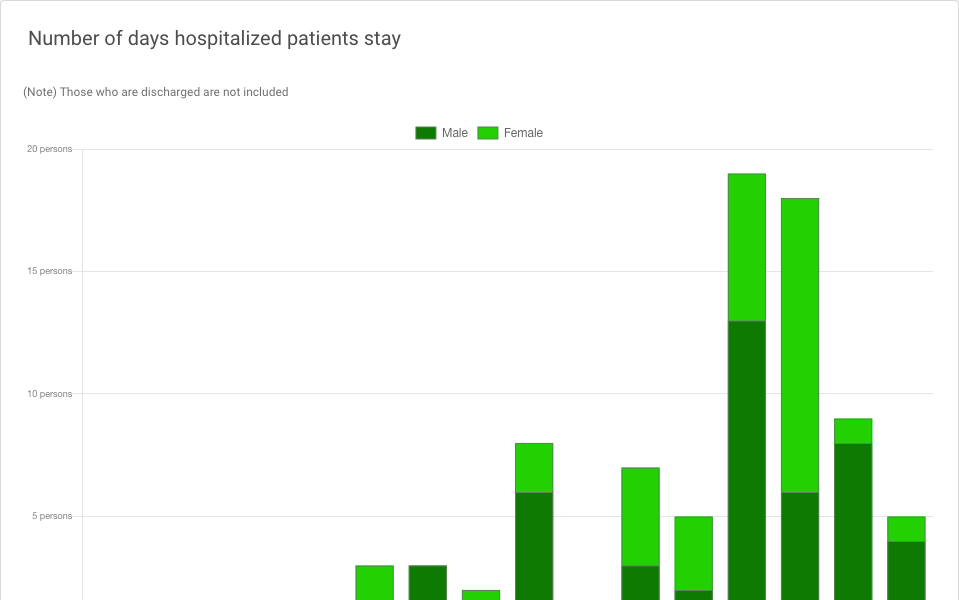 Number of days hospitalized patients stay
(Note) Those who are discharged are not included
Male Female
20 persons
15 persons
10 persons
5 persons